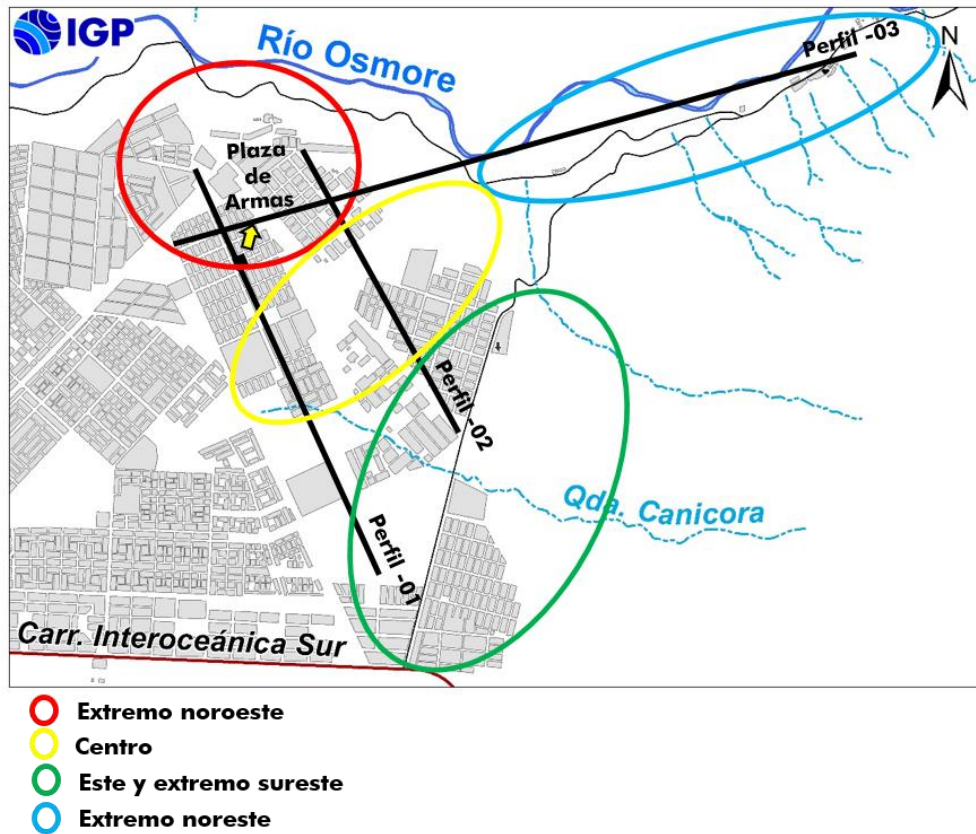 IGP
Río Osmore
Perfil -03
N
Plaza
de
Armas
Perfil -02
Qda. Canicora
Perfil -01
Carr. Interoceánica Sur
Extremo noroeste
Centro
Este y extremo sureste
Extremo noreste